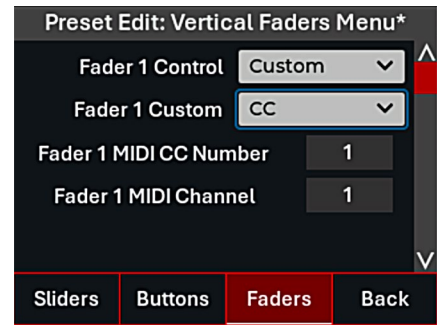 Preset Edit: Vertical Faders Menu*
Fader 1 Control Custom
Fader 1 Custom CC
Fader 1 MIDI CC Number 1
Fader 1 MIDI Channel 1
Sliders Buttons Faders Back